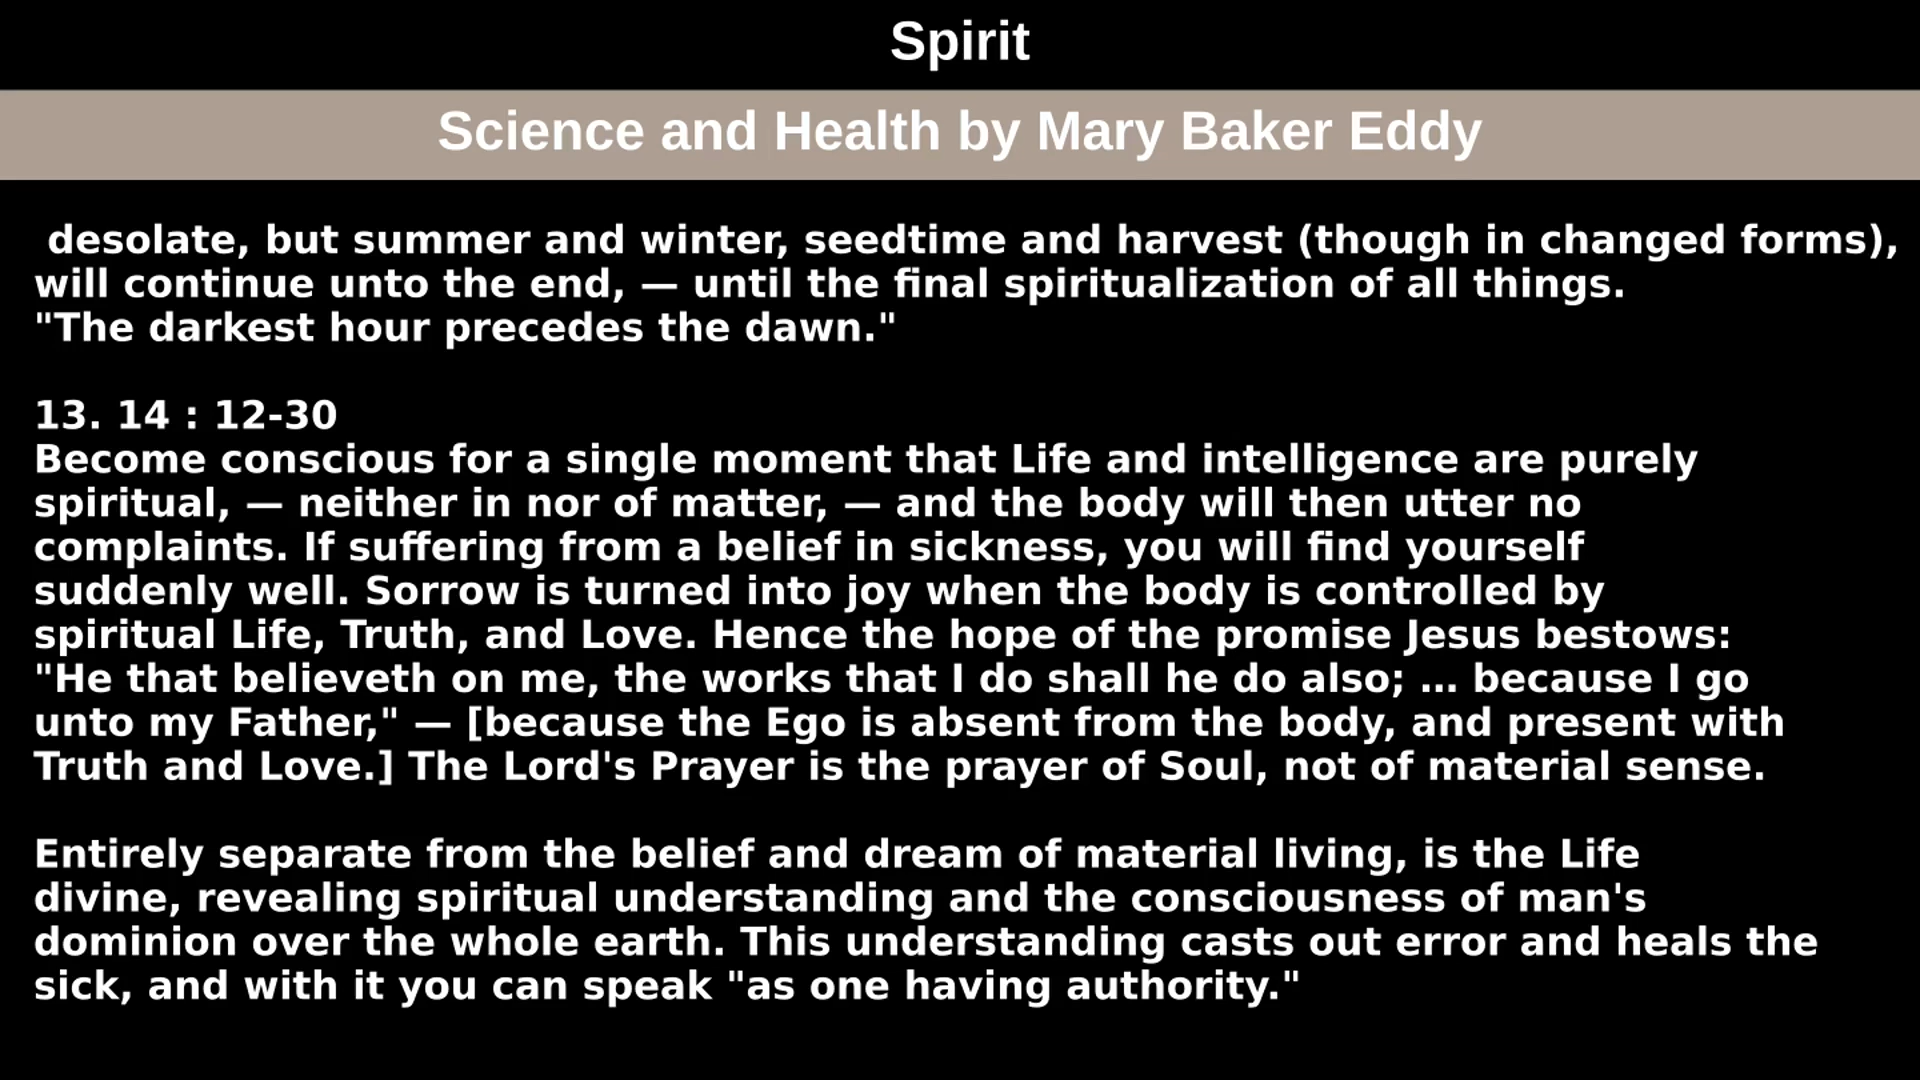 Spirit
Science and Health by Mary Baker Eddy
desolate, but summer and winter, seedtime and harvest (though in changed forms),
will continue unto the end, — until the final spiritualization of all things.
"The darkest hour precedes the dawn."
13. 14 : 12-30
Become conscious for a single moment that Life and intelligence are purely
spiritual, — neither in nor of matter, — and the body will then utter no
complaints. If suffering from a belief in sickness, you will find yourself
suddenly well. Sorrow is turned into joy when the body is controlled by
spiritual Life, Truth, and Love. Hence the hope of the promise Jesus bestows:
"He that believeth on me, the works that I do shall he do also; … because I go
unto my Father," — [because the Ego is absent from the body, and present with
Truth and Love.] The Lord's Prayer is the prayer of Soul, not of material sense.
Entirely separate from the belief and dream of material living, is the Life
divine, revealing spiritual understanding and the consciousness of man's
dominion over the whole earth. This understanding casts out error and heals the
sick, and with it you can speak "as one having authority."